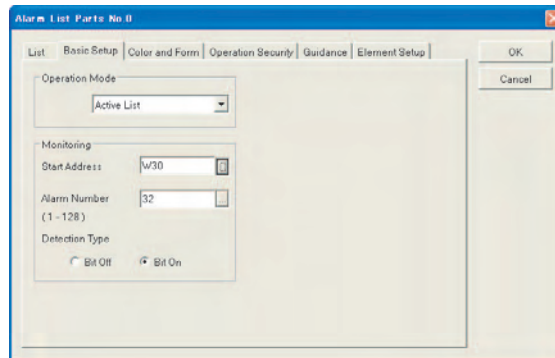 Alarm List Parts No.0
List Basic Setup Color and Form Operation Security Guidance Element Setup
OK
Cancel
Operation Mode
Active List
Monitoring
Start Address W30
Alarm Number 32
(1 - 128)
Detection Type
Bit Off Bit On